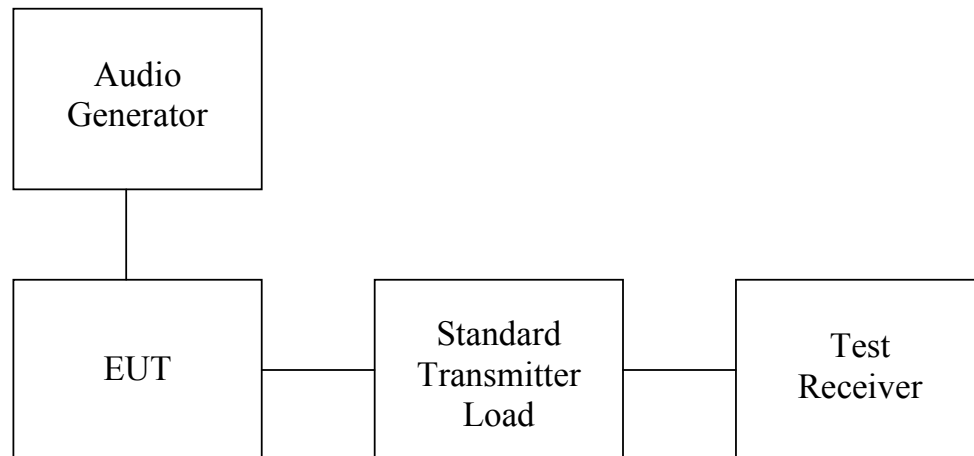 Audio
Generator
EUT
Standard
Transmitter
Load
Test
Receiver